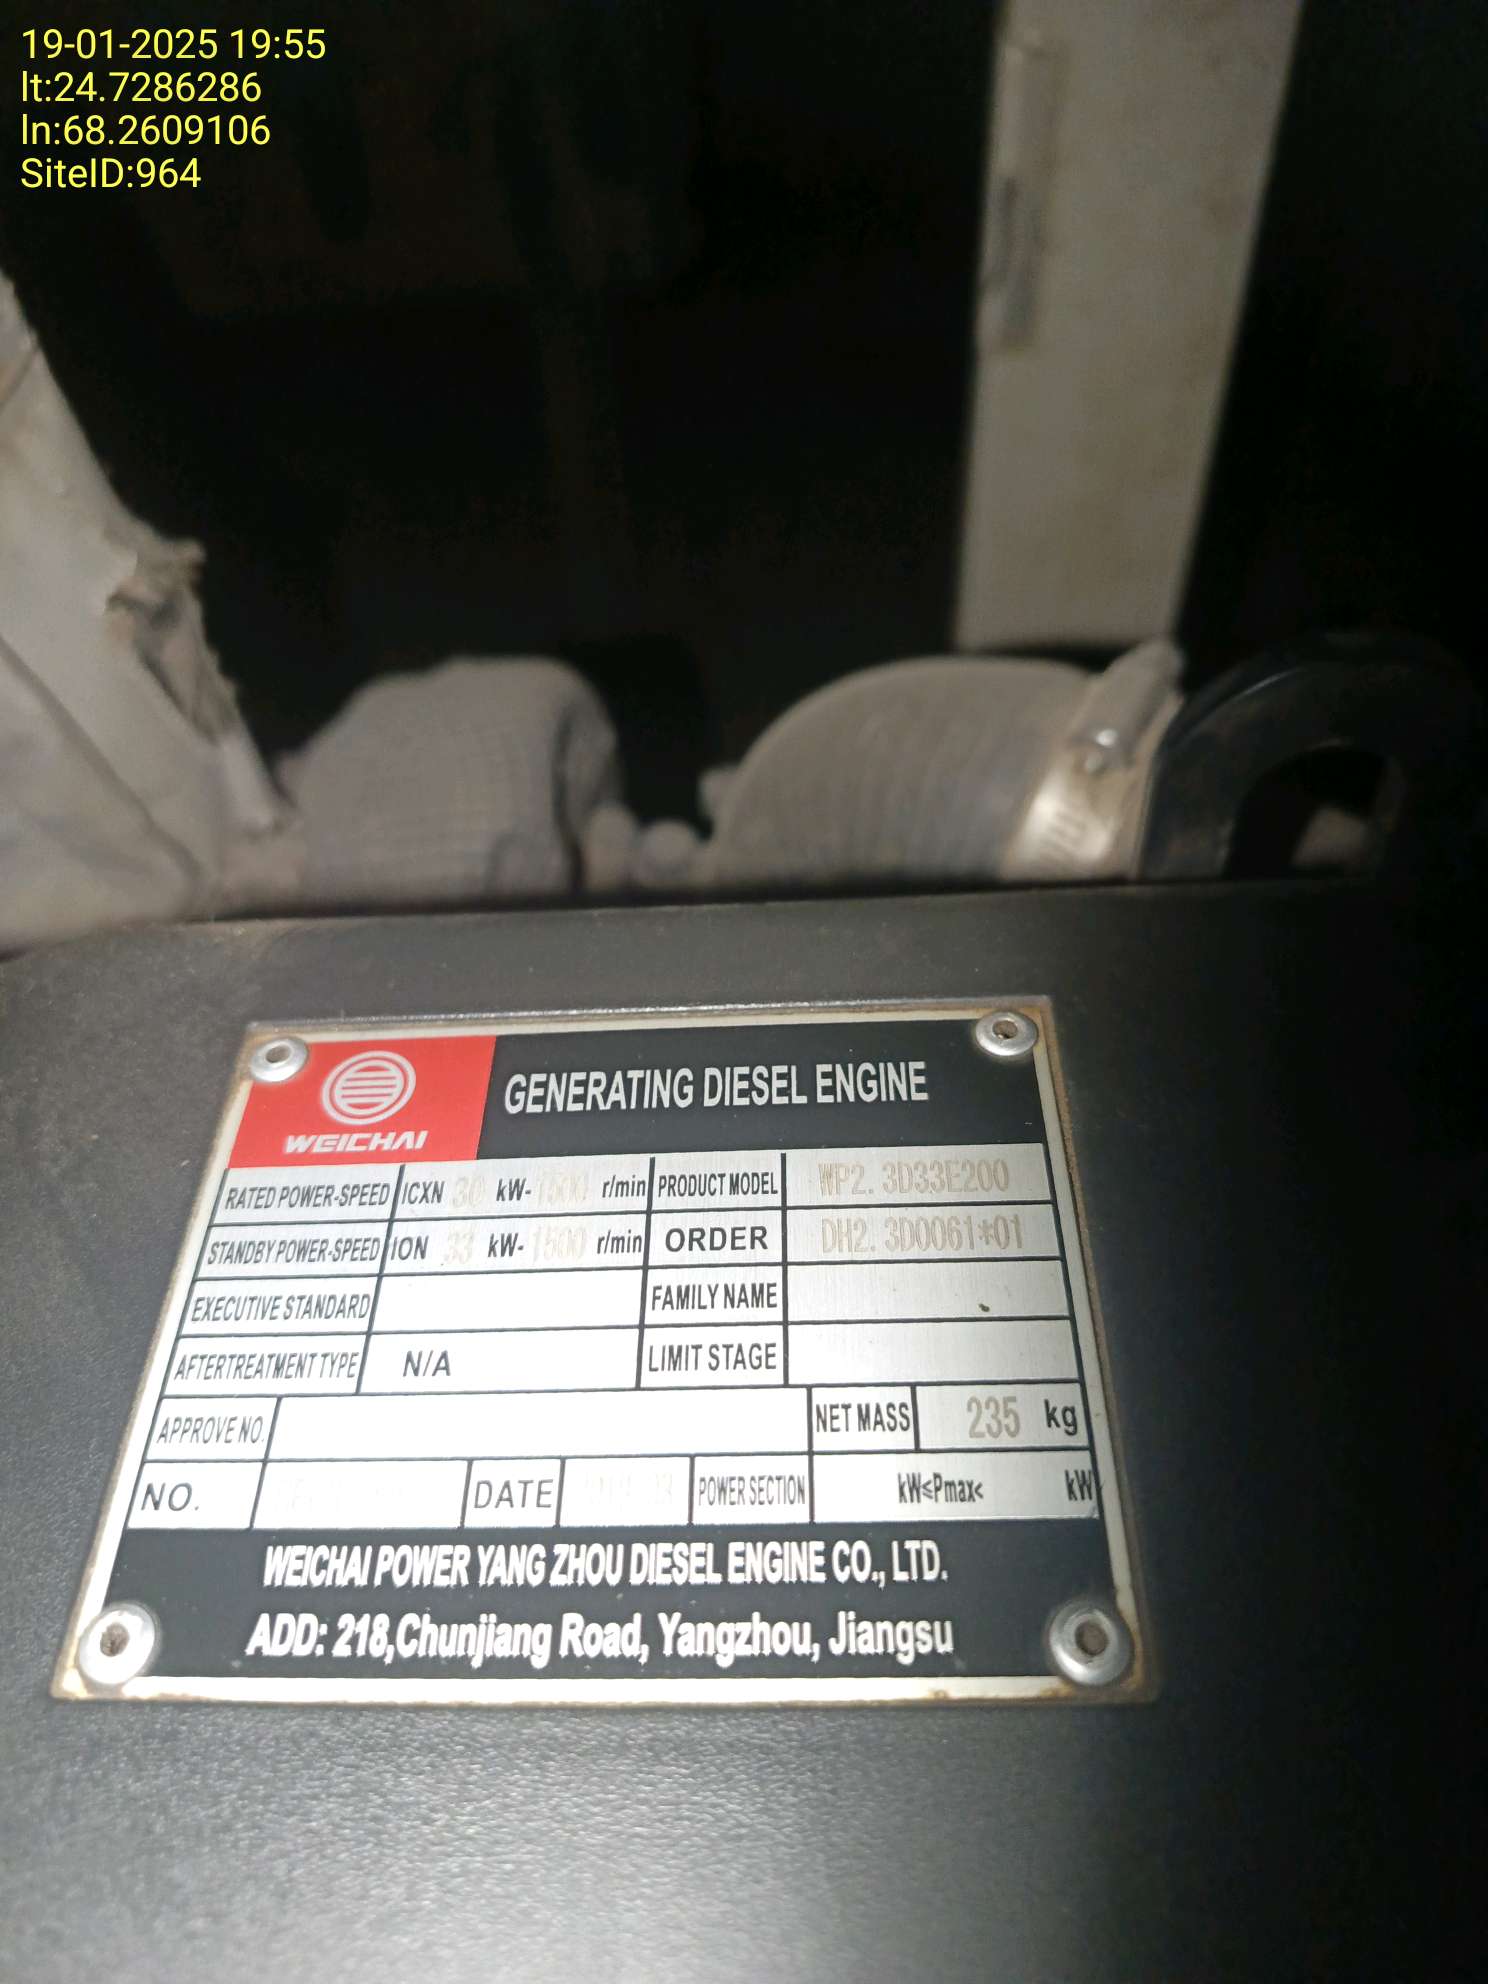 19-01-2025 19:55
lt:24.7286286
ln:68.2609106
SiteID:964
WEICHAI
GENERATING DIESEL ENGINE
RATED POWER-SPEED ICXN 30 kW- 1500 r/min PRODUCT MODEL WP2.3D33E200
STANDBY POWER-SPEED ION 33 kW- 1500 r/min ORDER DH2.3D0061*01
EXECUTIVE STANDARD FAMILY NAME
AFTERTREATMENT TYPE N/A LIMIT STAGE
APPROVE NO. NET MASS 235 kg
NO. DATE POWER SECTION kW≤Pmax< kW
WEICHAI POWER YANG ZHOU DIESEL ENGINE CO., LTD.
ADD: 218,Chunjiang Road, Yangzhou, Jiangsu